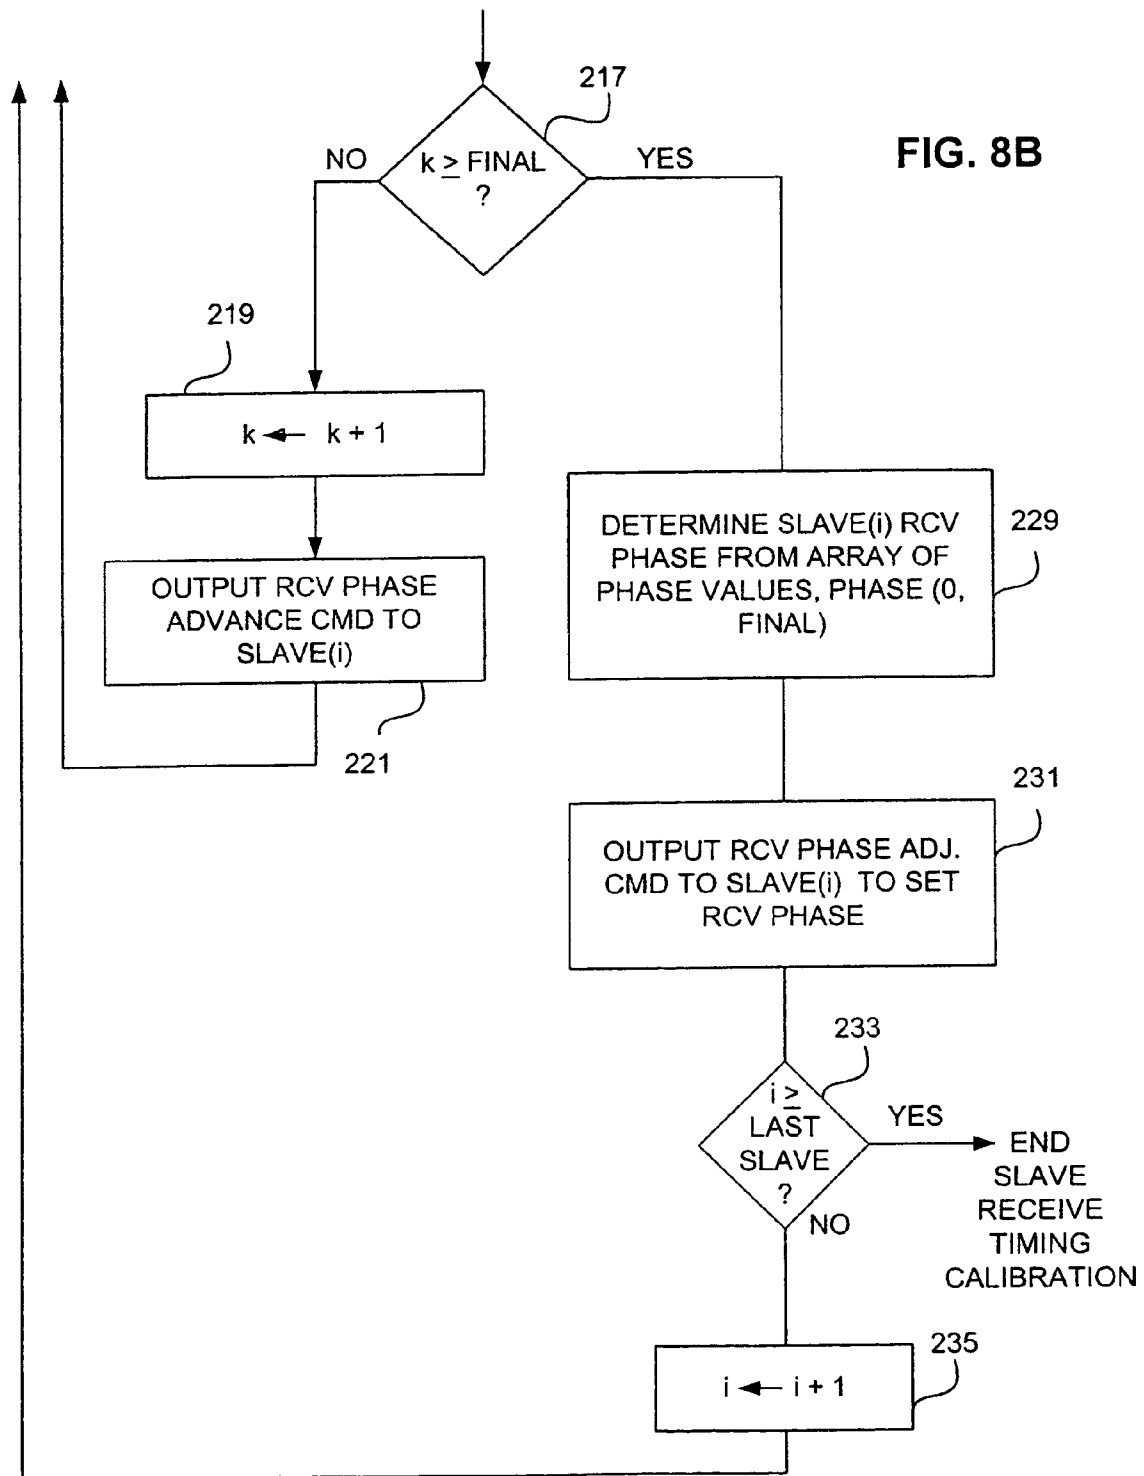 217
FIG. 8B
NO
k ≥ FINAL
?
YES
219
k ← k + 1
OUTPUT RCV PHASE
ADVANCE CMD TO
SLAVE(i)
221
DETERMINE SLAVE(i) RCV
PHASE FROM ARRAY OF
PHASE VALUES, PHASE (0,
FINAL)
229
231
OUTPUT RCV PHASE ADJ.
CMD TO SLAVE(i) TO SET
RCV PHASE
233
i ≥
LAST
SLAVE
?
YES
NO
END
SLAVE
RECEIVE
TIMING
CALIBRATION
235
i ← i + 1